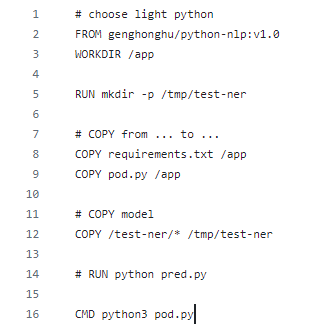 1 # choose light python
2 FROM genghonghu/python-nlp:v1.0
3 WORKDIR /app
4
5 RUN mkdir -p /tmp/test-ner
6
7 # COPY from ... to ...
8 COPY requirements.txt /app
9 COPY pod.py /app
10
11 # COPY model
12 COPY /test-ner/* /tmp/test-ner
13
14 # RUN python pred.py
15
16 CMD python3 pod.py